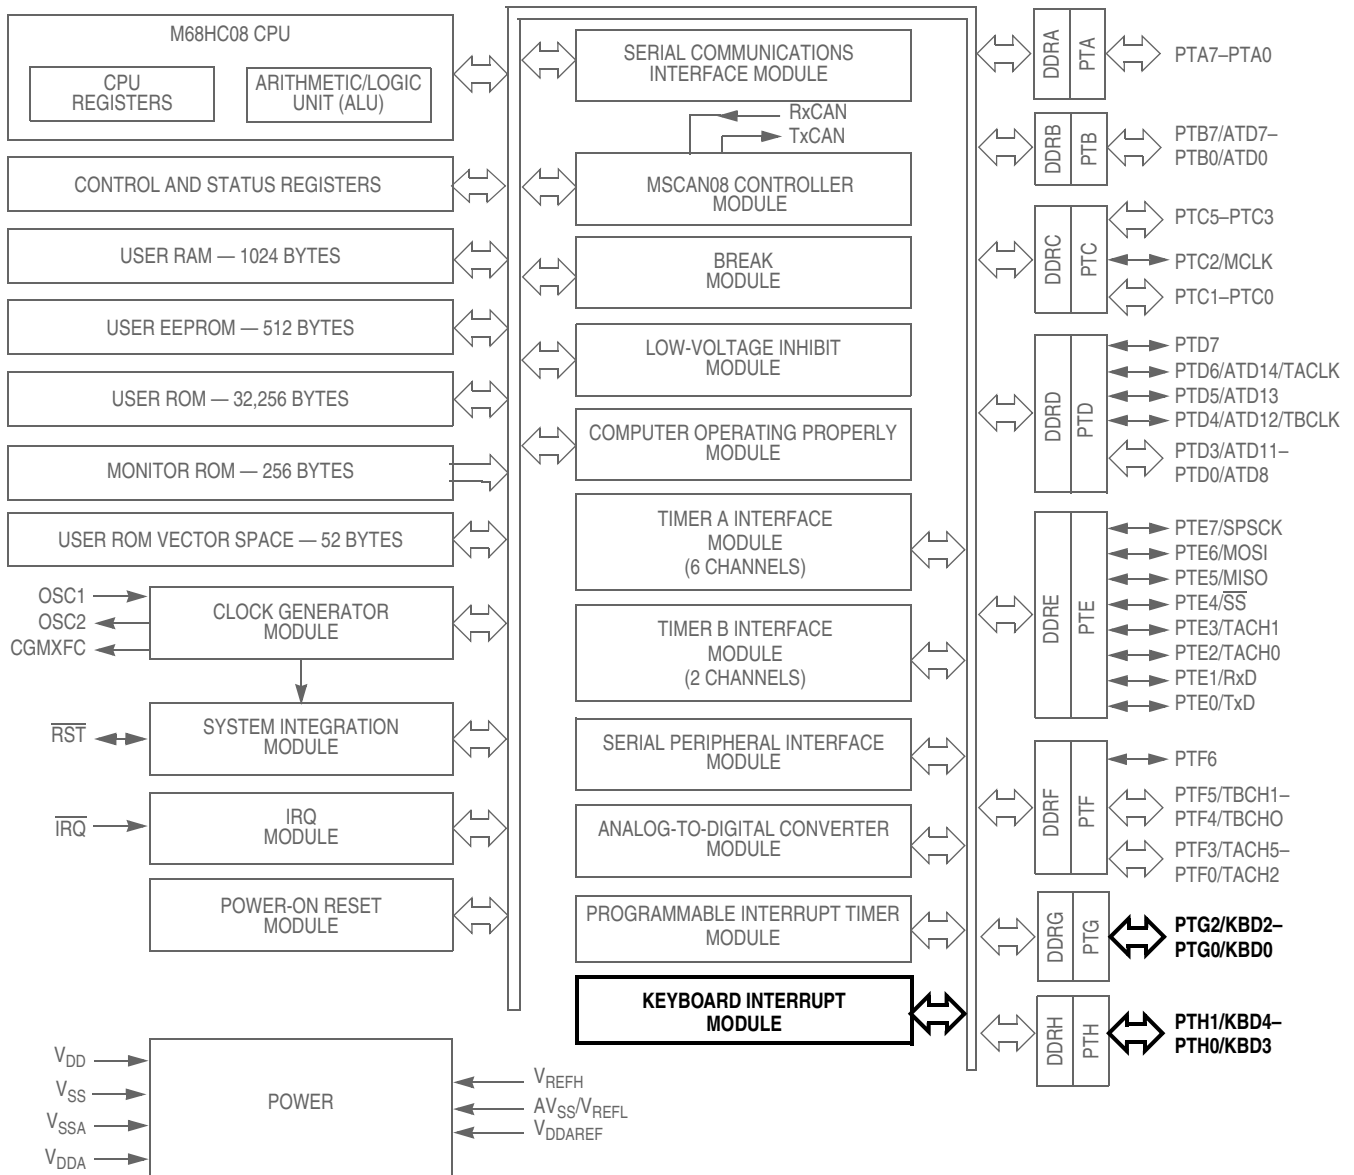 M68HC08 CPU
CPU
REGISTERS
ARITHMETIC/LOGIC
UNIT (ALU)
CONTROL AND STATUS REGISTERS
USER RAM — 1024 BYTES
USER EEPROM — 512 BYTES
USER ROM — 32,256 BYTES
MONITOR ROM — 256 BYTES
USER ROM VECTOR SPACE — 52 BYTES
OSC1
OSC2
CGMXFC
CLOCK GENERATOR
MODULE
RST
SYSTEM INTEGRATION
MODULE
IRQ
IRQ
MODULE
POWER-ON RESET
MODULE
VDD
VSS
VSSA
VDDA
POWER
VREFH
AVSS/VREFL
VDDAREF
SERIAL COMMUNICATIONS
INTERFACE MODULE
RxCAN
TxCAN
MSCAN08 CONTROLLER
MODULE
BREAK
MODULE
LOW-VOLTAGE INHIBIT
MODULE
COMPUTER OPERATING PROPERLY
MODULE
TIMER A INTERFACE
MODULE
(6 CHANNELS)
TIMER B INTERFACE
MODULE
(2 CHANNELS)
SERIAL PERIPHERAL INTERFACE
MODULE
ANALOG-TO-DIGITAL CONVERTER
MODULE
PROGRAMMABLE INTERRUPT TIMER
MODULE
KEYBOARD INTERRUPT
MODULE
DDRA
PTA
PTA7–PTA0
DDRB
PTB
PTB7/ATD7–
PTB0/ATD0
DDRC
PTC
PTC5–PTC3
PTC2/MCLK
PTC1–PTC0
DDRD
PTD
PTD7
PTD6/ATD14/TACLK
PTD5/ATD13
PTD4/ATD12/TBCLK
PTD3/ATD11–
PTD0/ATD8
DDRE
PTE
PTE7/SPSCK
PTE6/MOSI
PTE5/MISO
PTE4/SS
PTE3/TACH1
PTE2/TACH0
PTE1/RxD
PTE0/TxD
DDRF
PTF
PTF6
PTF5/TBCH1–
PTF4/TBCHO
PTF3/TACH5–
PTF0/TACH2
DDRG
PTG
PTG2/KBD2–
PTG0/KBD0
DDRH
PTH
PTH1/KBD4–
PTH0/KBD3